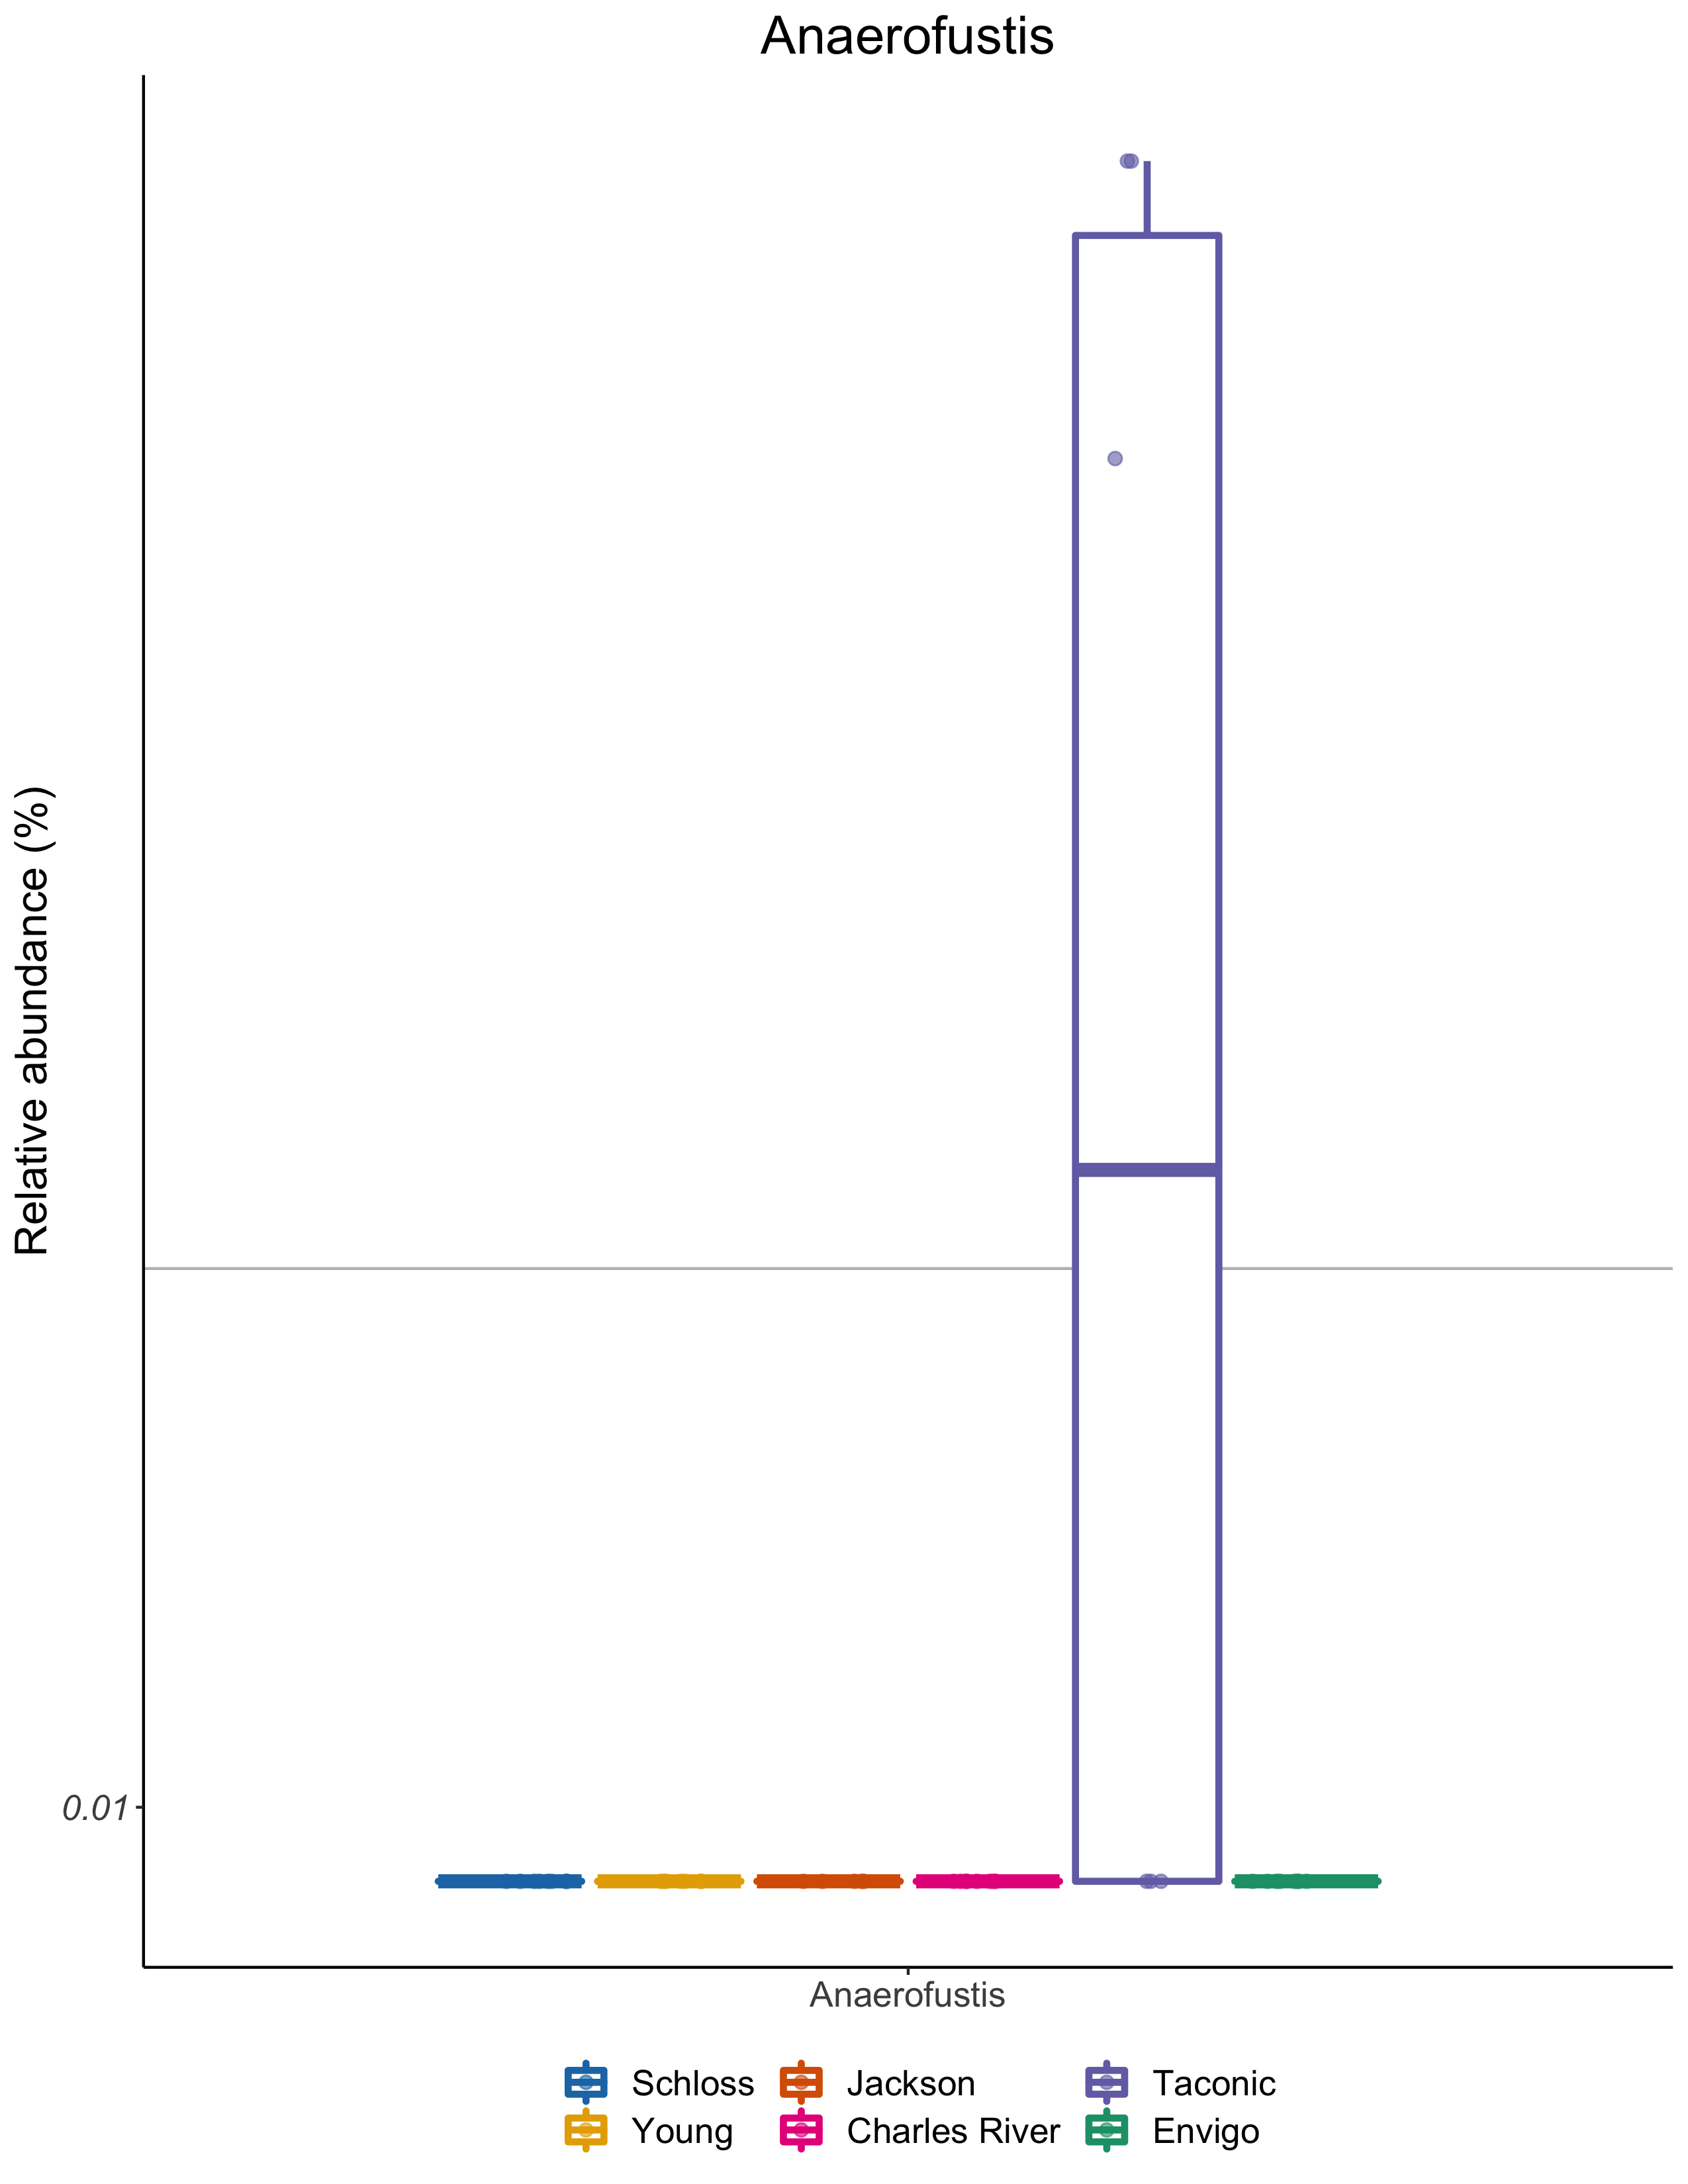 Anaerofustis
Relative abundance (%)
0.01
Anaerofustis
Schloss
Jackson
Taconic
Young
Charles River
Envigo